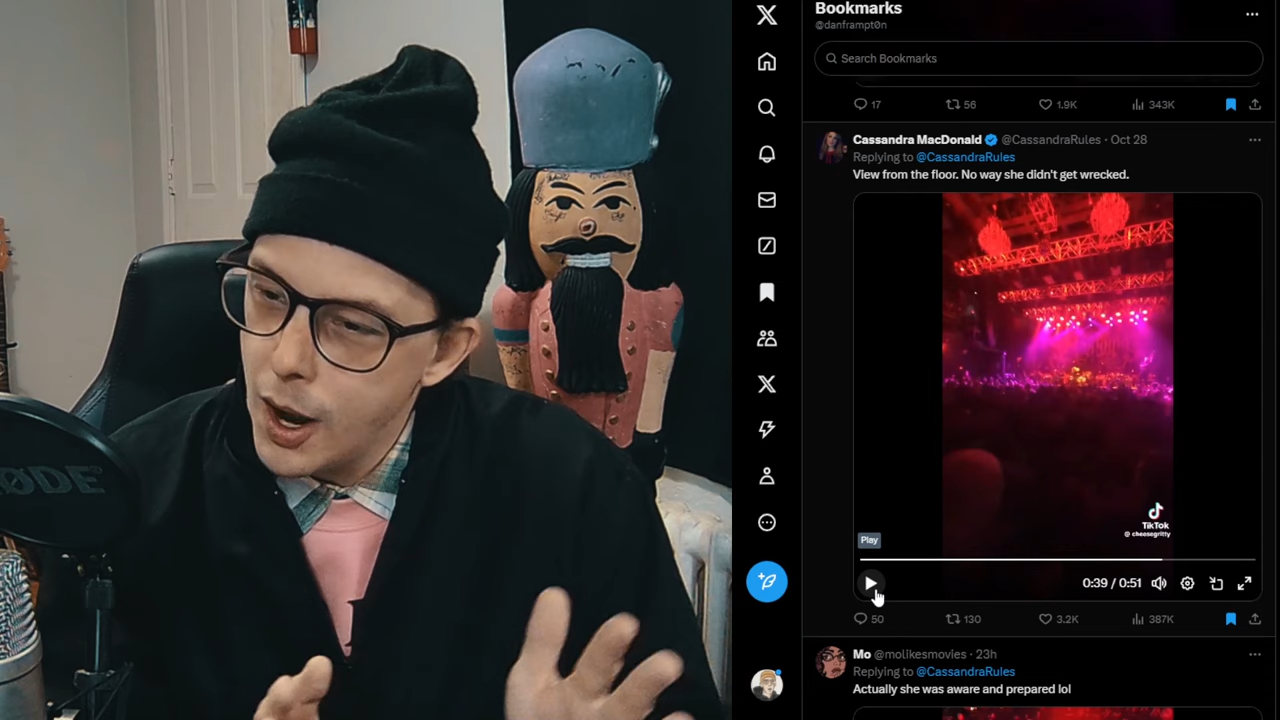 RØDE
Bookmarks
@danframpt0n
Search Bookmarks
17
56
1.9K
343K
Cassandra MacDonald @CassandraRules · Oct 28
Replying to @CassandraRules
View from the floor. No way she didn't get wrecked.
TikTok
@ cheesegritty
Play
0:39 / 0:51
50
130
3.2K
387K
Mo @molikesmovies · 23h
Replying to @CassandraRules
Actually she was aware and prepared lol